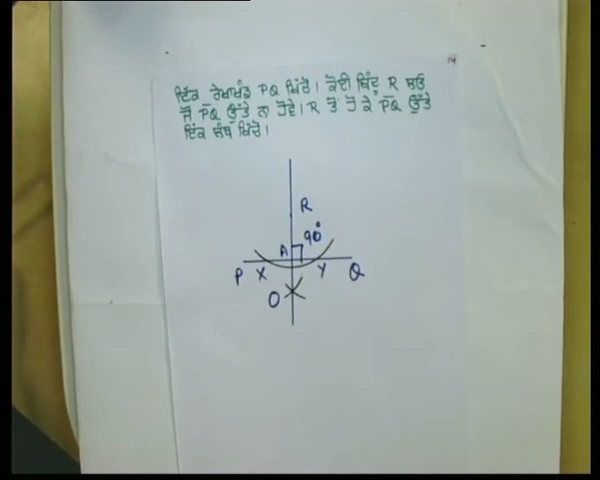 ਇੱਕ ਰੇਖਾਖੰਡ PQ ਖਿੱਚੋ। ਕੋਈ ਬਿੰਦੂ R ਲਓ
ਜੋ PQ ਉੱਤੇ ਨਾ ਹੋਵੇ। R ਤੋਂ ਹੋ ਕੇ PQ ਉੱਤੇ
ਇੱਕ ਲੰਬ ਖਿੱਚੋ।
R
A 90°
P X Y Q
O